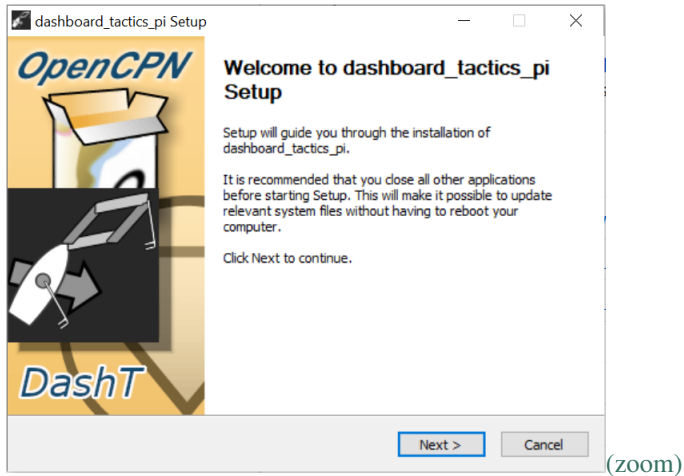 dashboard_tactics_pi Setup
OpenCPN
Welcome to dashboard_tactics_pi
Setup
Setup will guide you through the installation of
dashboard_tactics_pi.
It is recommended that you close all other applications
before starting Setup. This will make it possible to update
relevant system files without having to reboot your
computer.
Click Next to continue.
DashT
Next >
Cancel
(zoom)